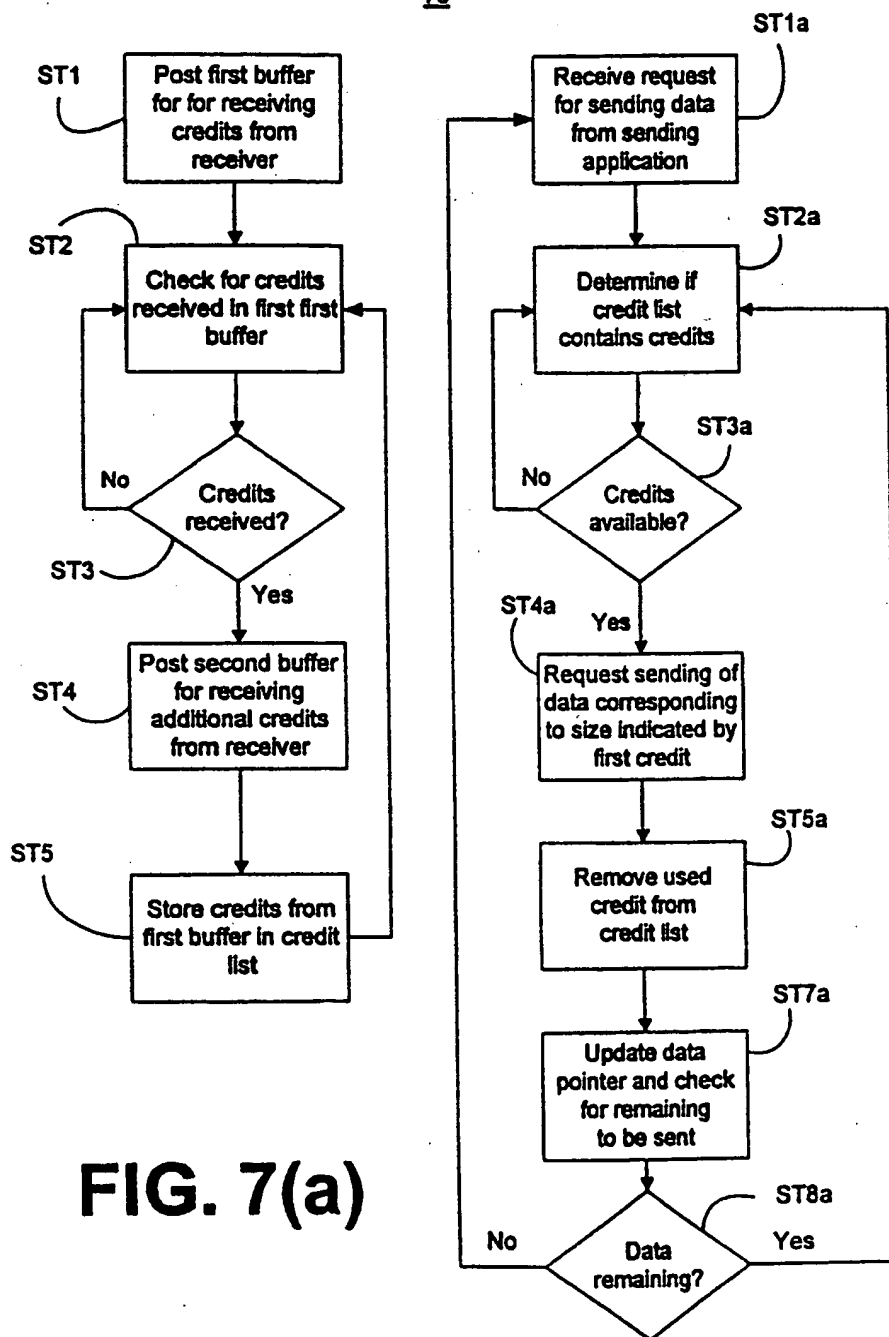 ST1
Post first buffer
for for receiving
credits from
receiver
ST2
Check for credits
received in first first
buffer
No
Credits
received?
ST3
Yes
ST4
Post second buffer
for receiving
additional credits
from receiver
ST5
Store credits from
first buffer in credit
list
FIG. 7(a)
ST1a
Receive request
for sending data
from sending
application
ST2a
Determine if
credit list
contains credits
ST3a
No
Credits
available?
Yes
ST4a
Request sending of
data corresponding
to size indicated by
first credit
ST5a
Remove used
credit from
credit list
ST7a
Update data
pointer and check
for remaining
to be sent
ST8a
No
Data
remaining?
Yes